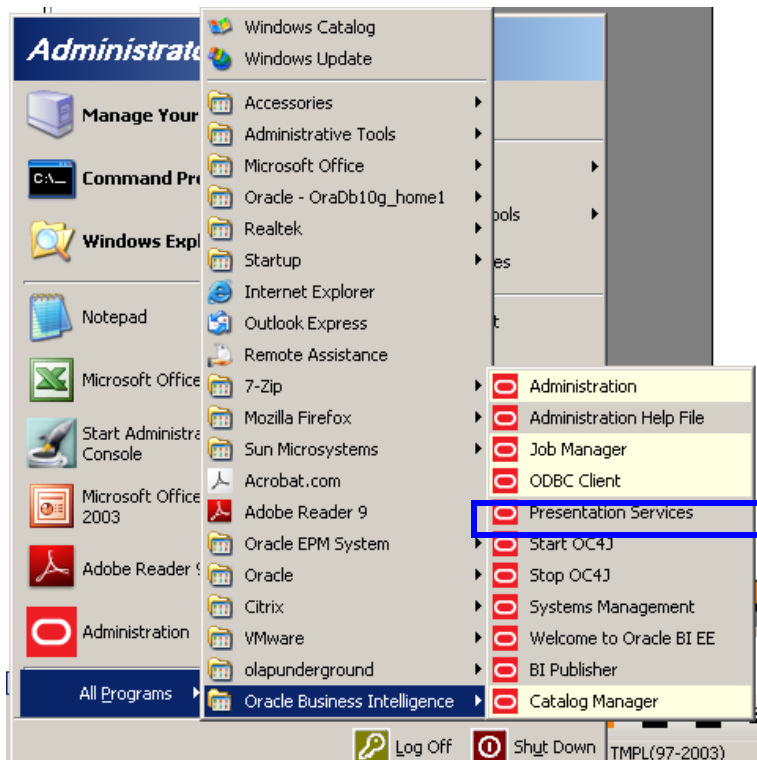 Administrato
Manage Your
C:\_
Command Pro
Windows Expl
Notepad
Microsoft Office
Start Administra
Console
Microsoft Office
2003
Adobe Reader 9
Administration
All Programs
Windows Catalog
Windows Update
Accessories
Administrative Tools
Microsoft Office
Oracle - OraDb10g_home1
Realtek
Startup
Internet Explorer
Outlook Express
Remote Assistance
7-Zip
Mozilla Firefox
Sun Microsystems
Acrobat.com
Adobe Reader 9
Oracle EPM System
Oracle
Citrix
VMware
olapunderground
Oracle Business Intelligence
ools
es
t
Administration
Administration Help File
Job Manager
ODBC Client
Presentation Services
Start OC4J
Stop OC4J
Systems Management
Welcome to Oracle BI EE
BI Publisher
Catalog Manager
Log Off
Shut Down
TMPL(97-2003)